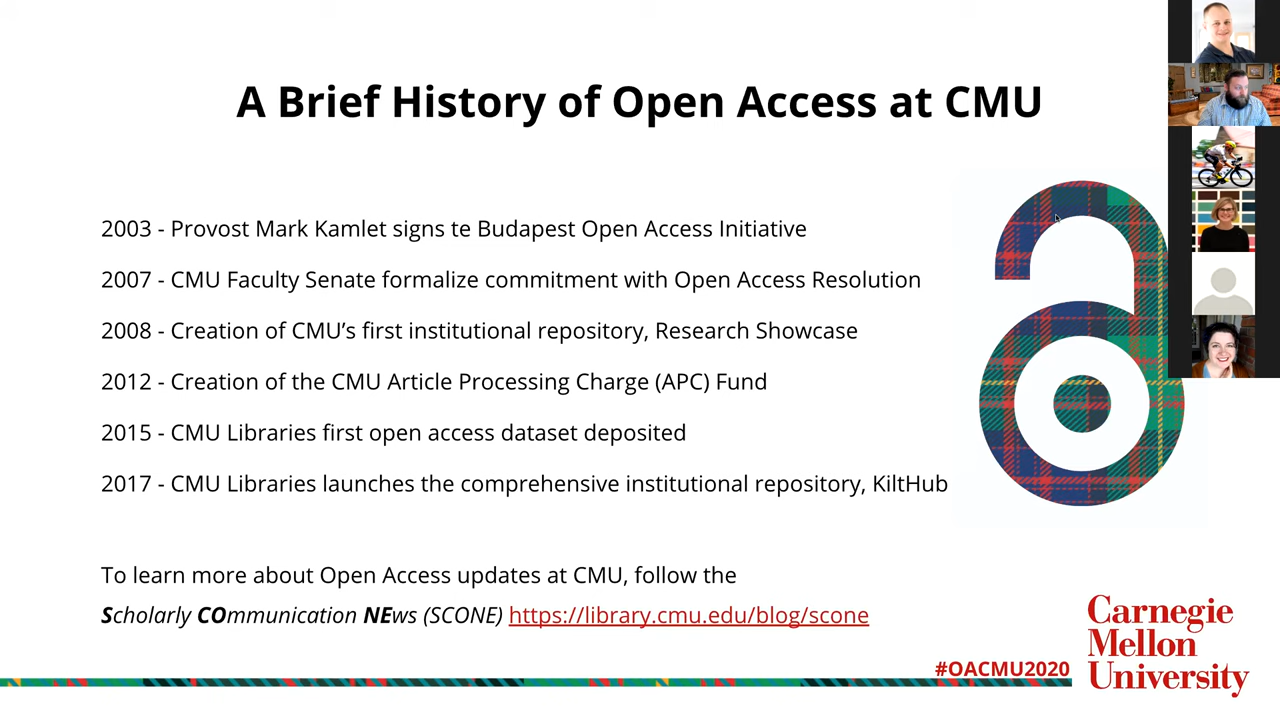 A Brief History of Open Access at CMU
2003 - Provost Mark Kamlet signs te Budapest Open Access Initiative
2007 - CMU Faculty Senate formalize commitment with Open Access Resolution
2008 - Creation of CMU’s first institutional repository, Research Showcase
2012 - Creation of the CMU Article Processing Charge (APC) Fund
2015 - CMU Libraries first open access dataset deposited
2017 - CMU Libraries launches the comprehensive institutional repository, KiltHub
To learn more about Open Access updates at CMU, follow the
Scholarly COmmunication NEws (SCONE) https://library.cmu.edu/blog/scone
#OACMU2020
Carnegie
Mellon
University